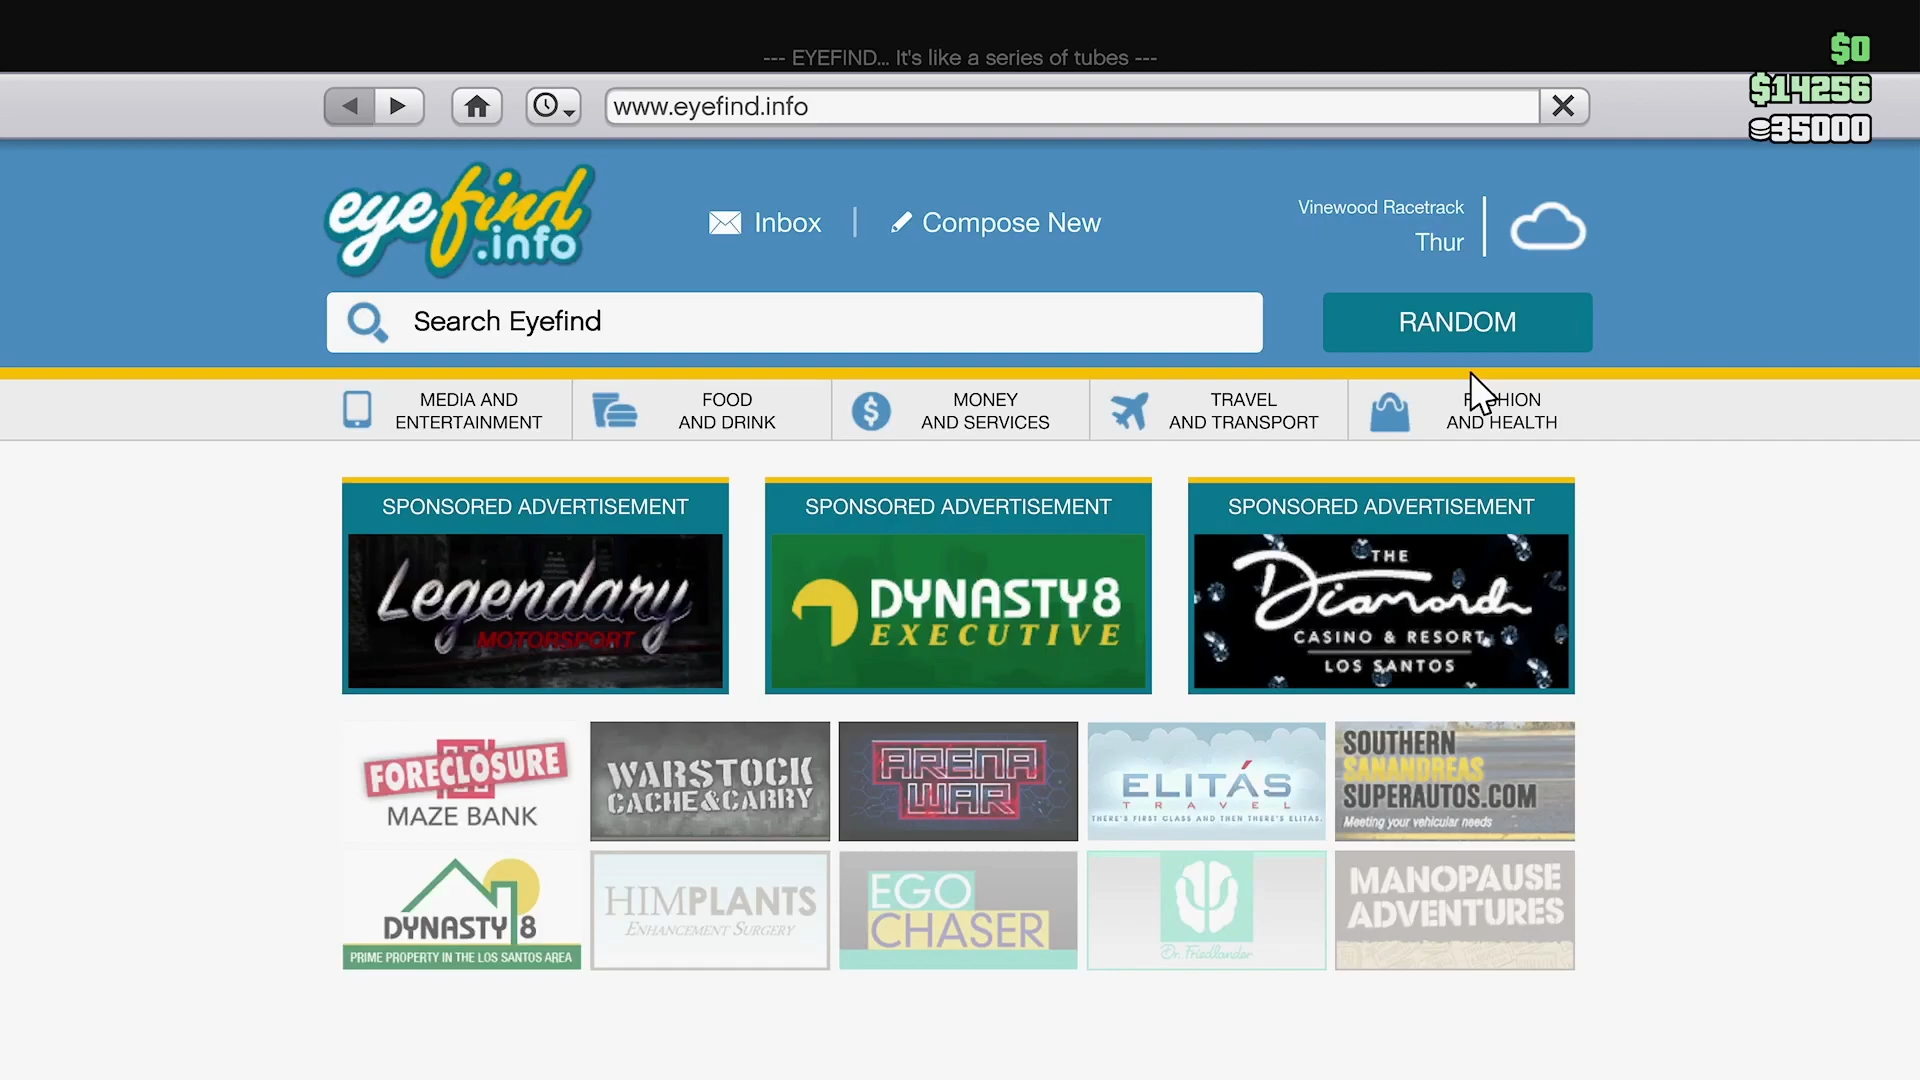 --- EYEFIND... It's like a series of tubes ---
$0
$14256
35000
www.eyefind.info
eyefind
.info
Inbox
Compose New
Vinewood Racetrack
Thur
Search Eyefind
RANDOM
MEDIA AND
ENTERTAINMENT
FOOD
AND DRINK
MONEY
AND SERVICES
TRAVEL
AND TRANSPORT
AND HEALTH
SPONSORED ADVERTISEMENT
Legendary
MOTORSPORT
SPONSORED ADVERTISEMENT
DYNASTY8
EXECUTIVE
SPONSORED ADVERTISEMENT
THE
Diamond
CASINO & RESORT
LOS SANTOS
FORECLOSURE
MAZE BANK
WARSTOCK
CACHE&CARRY
ARENA
WAR
ELITÁS
TRAVEL
THERE'S FIRST CLASS AND THEN THERE'S ELITAS.
SOUTHERN
SANANDREAS
SUPERAUTOS.COM
Meeting your vehicular needs
DYNASTY 8
PRIME PROPERTY IN THE LOS SANTOS AREA
HIMPLANTS
ENHANCEMENT SURGERY
EGO
CHASER
Dr. Friedlander
MANOPAUSE
ADVENTURES